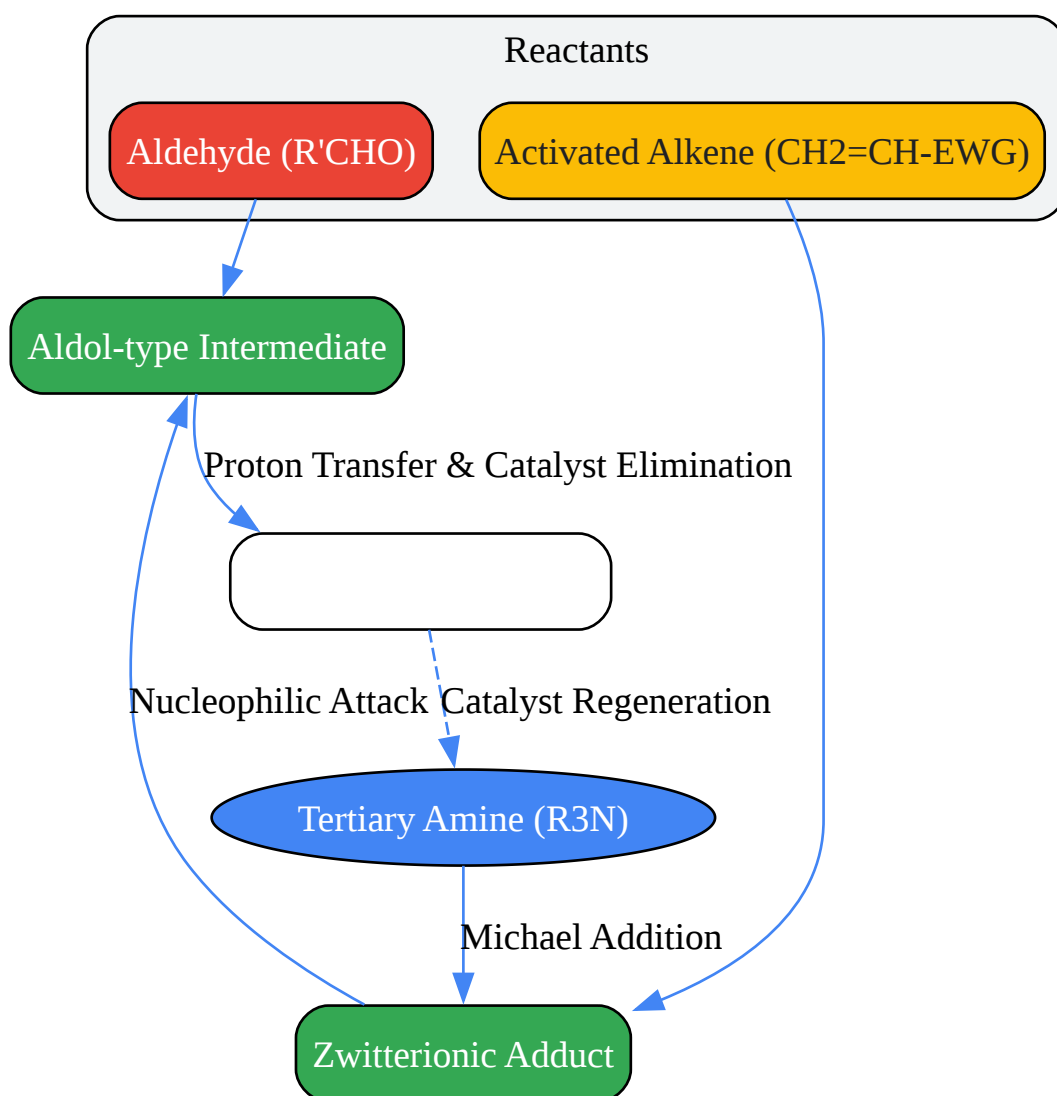 Reactants
Aldehyde (R'CHO)
Activated Alkene (CH2=CH-EWG)
Aldol-type Intermediate
Proton Transfer & Catalyst Elimination
Nucleophilic Attack
Catalyst Regeneration
Tertiary Amine (R3N)
Michael Addition
Zwitterionic Adduct